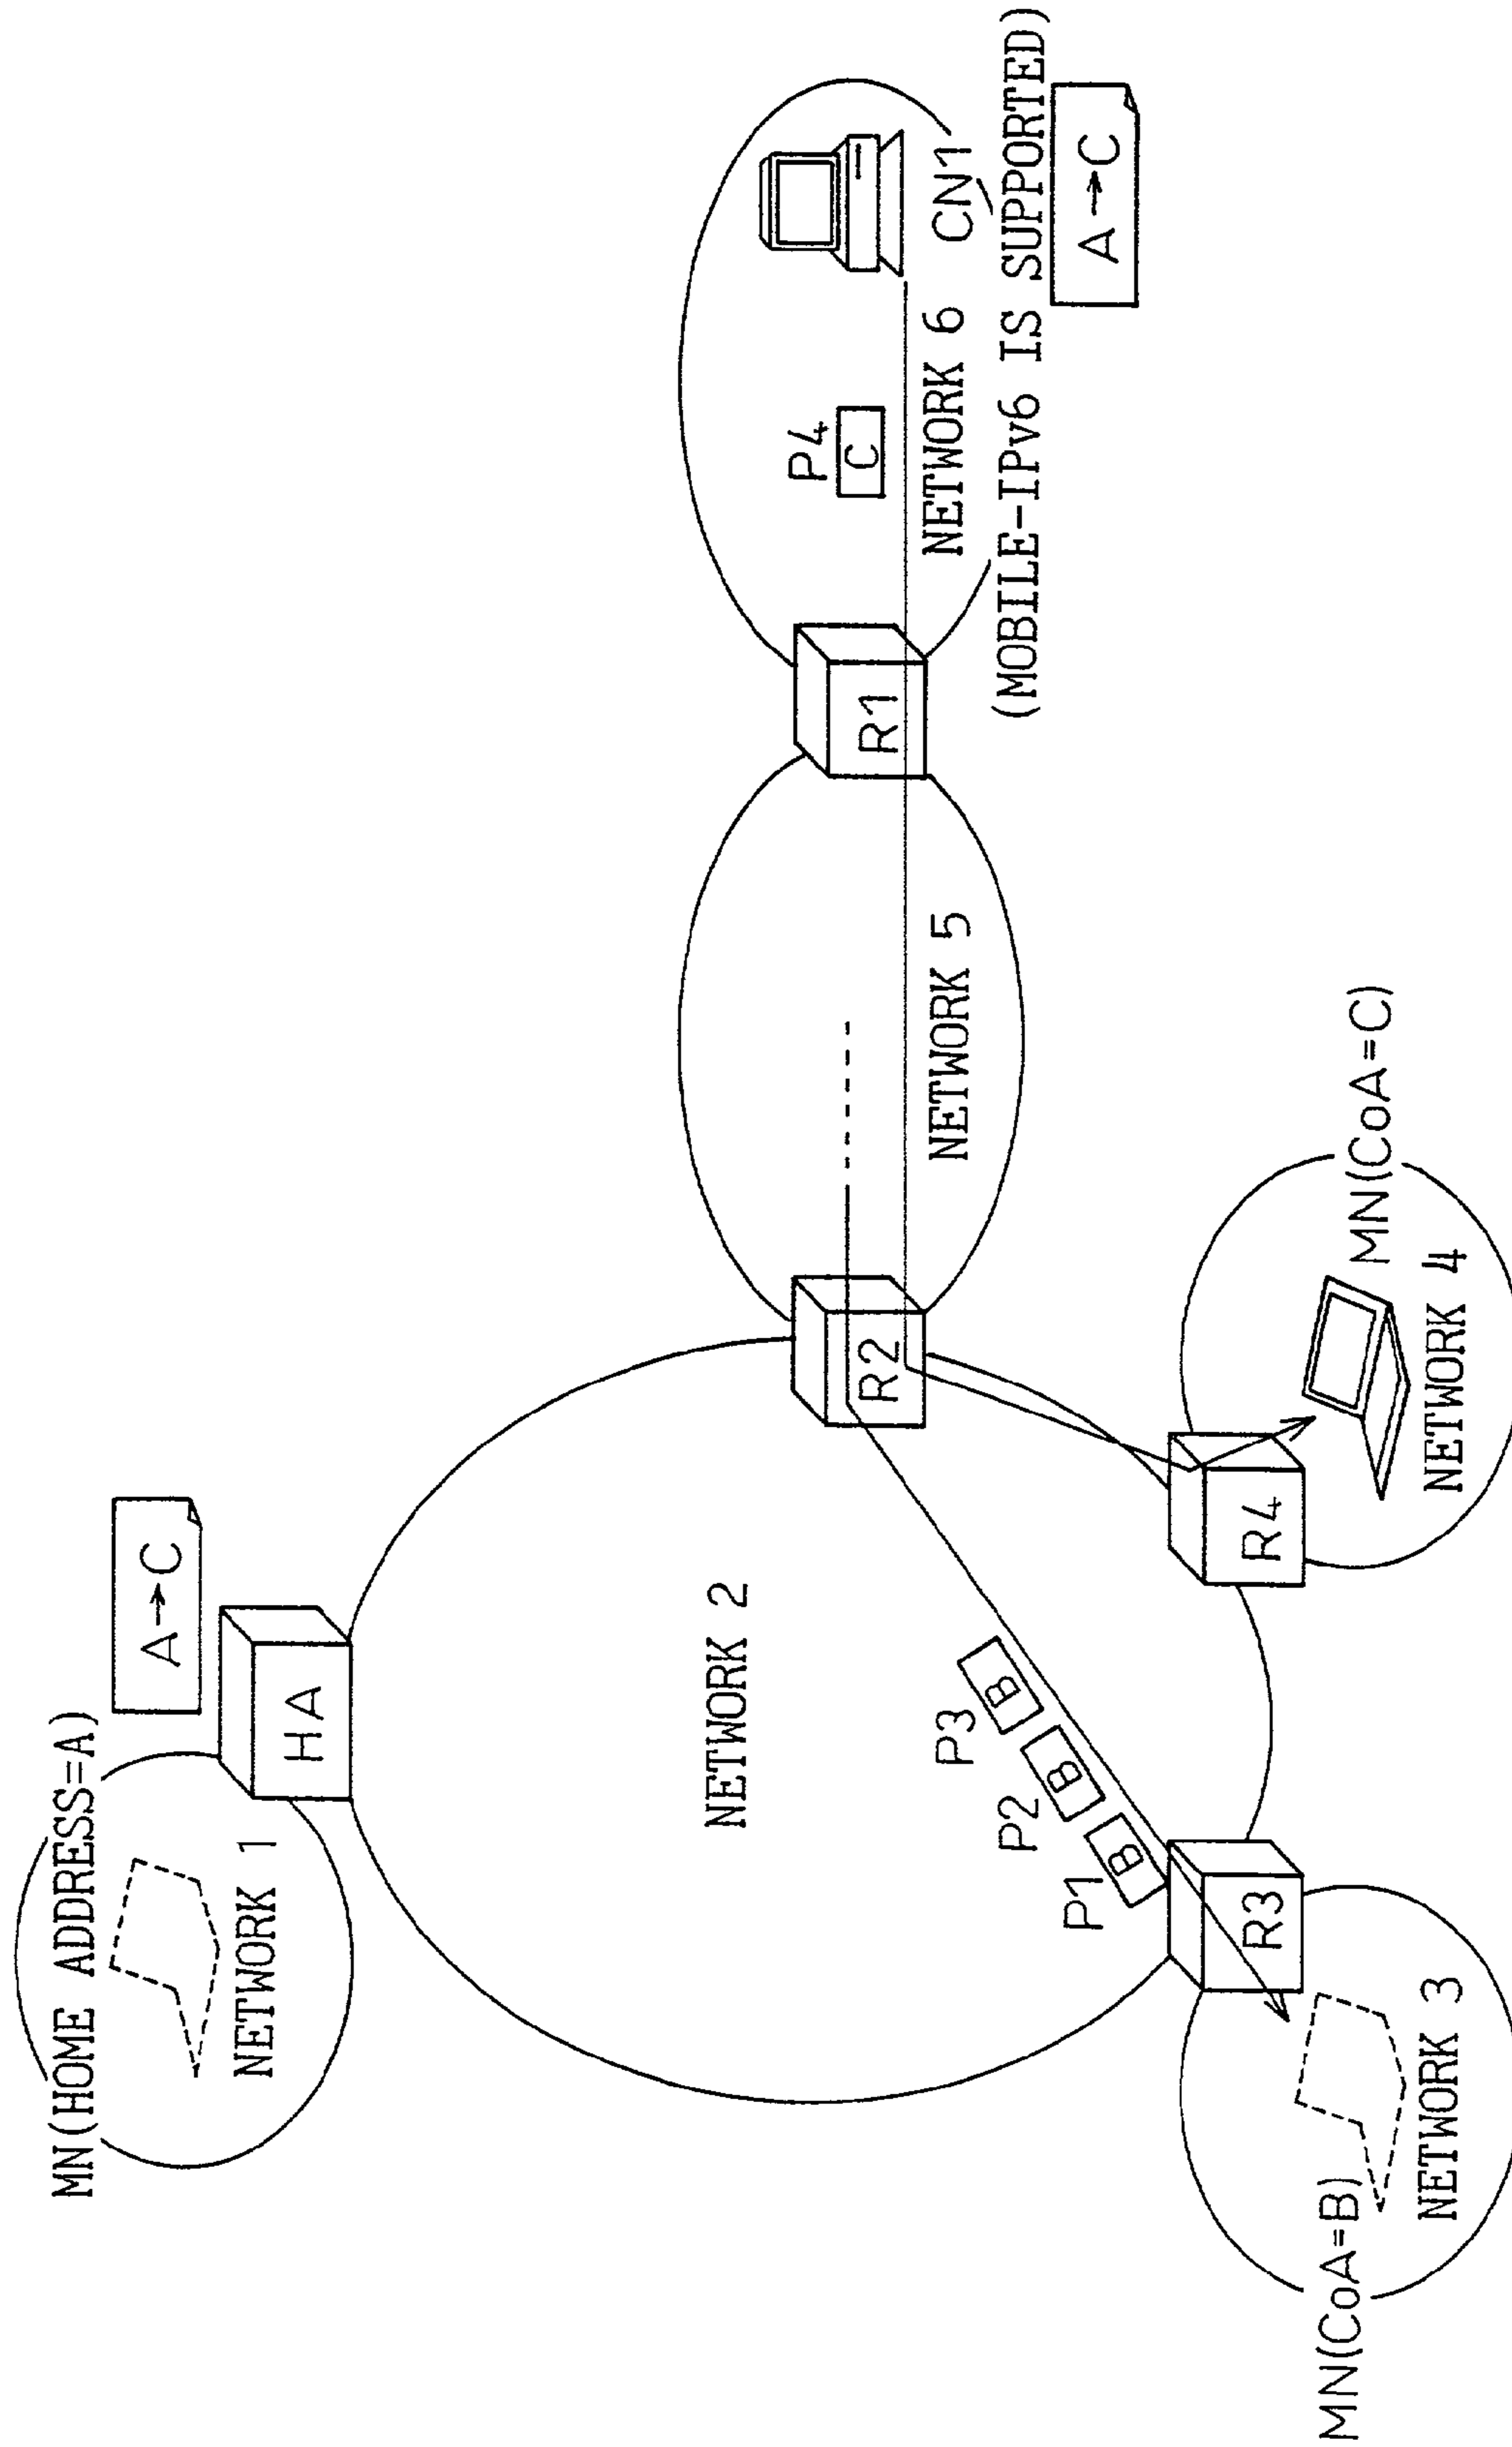 MN(HOME ADDRESS=A)
NETWORK 1
A→C
HA
NETWORK 2
P3
B
P2
B
P1
B
R3
MN(CoA=B)
NETWORK 3
R2
R4
MN(CoA=C)
NETWORK 4
NETWORK 5
R1
P4
C
NETWORK 6
CN1
(MOBILE-IPv6 IS SUPPORTED)
A→C